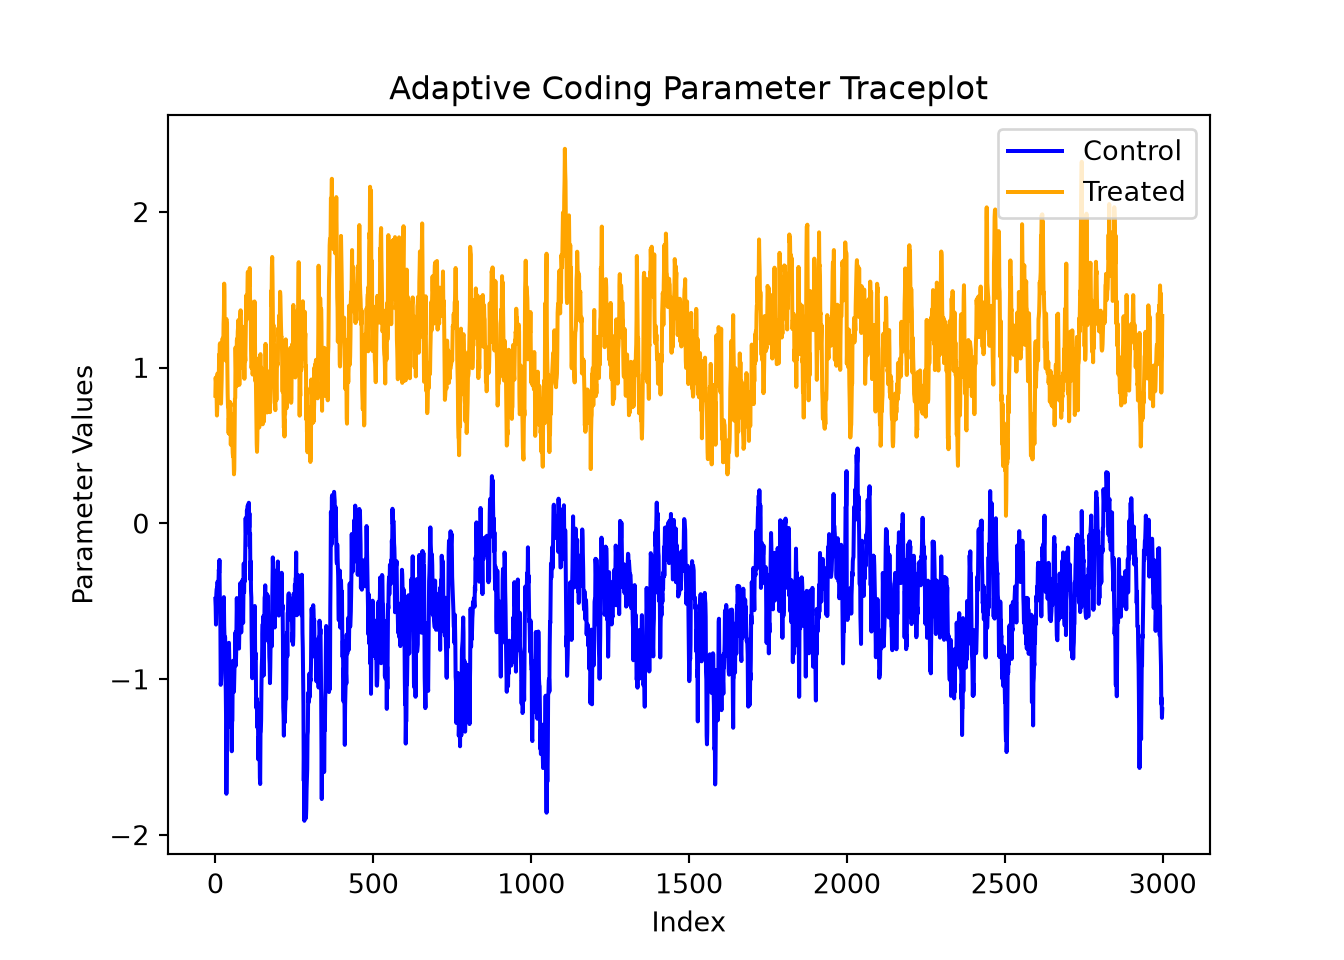 Adaptive Coding Parameter Traceplot
Control
Treated
Parameter Values
2
1
0
−1
−2
0 500 1000 1500 2000 2500 3000
Index